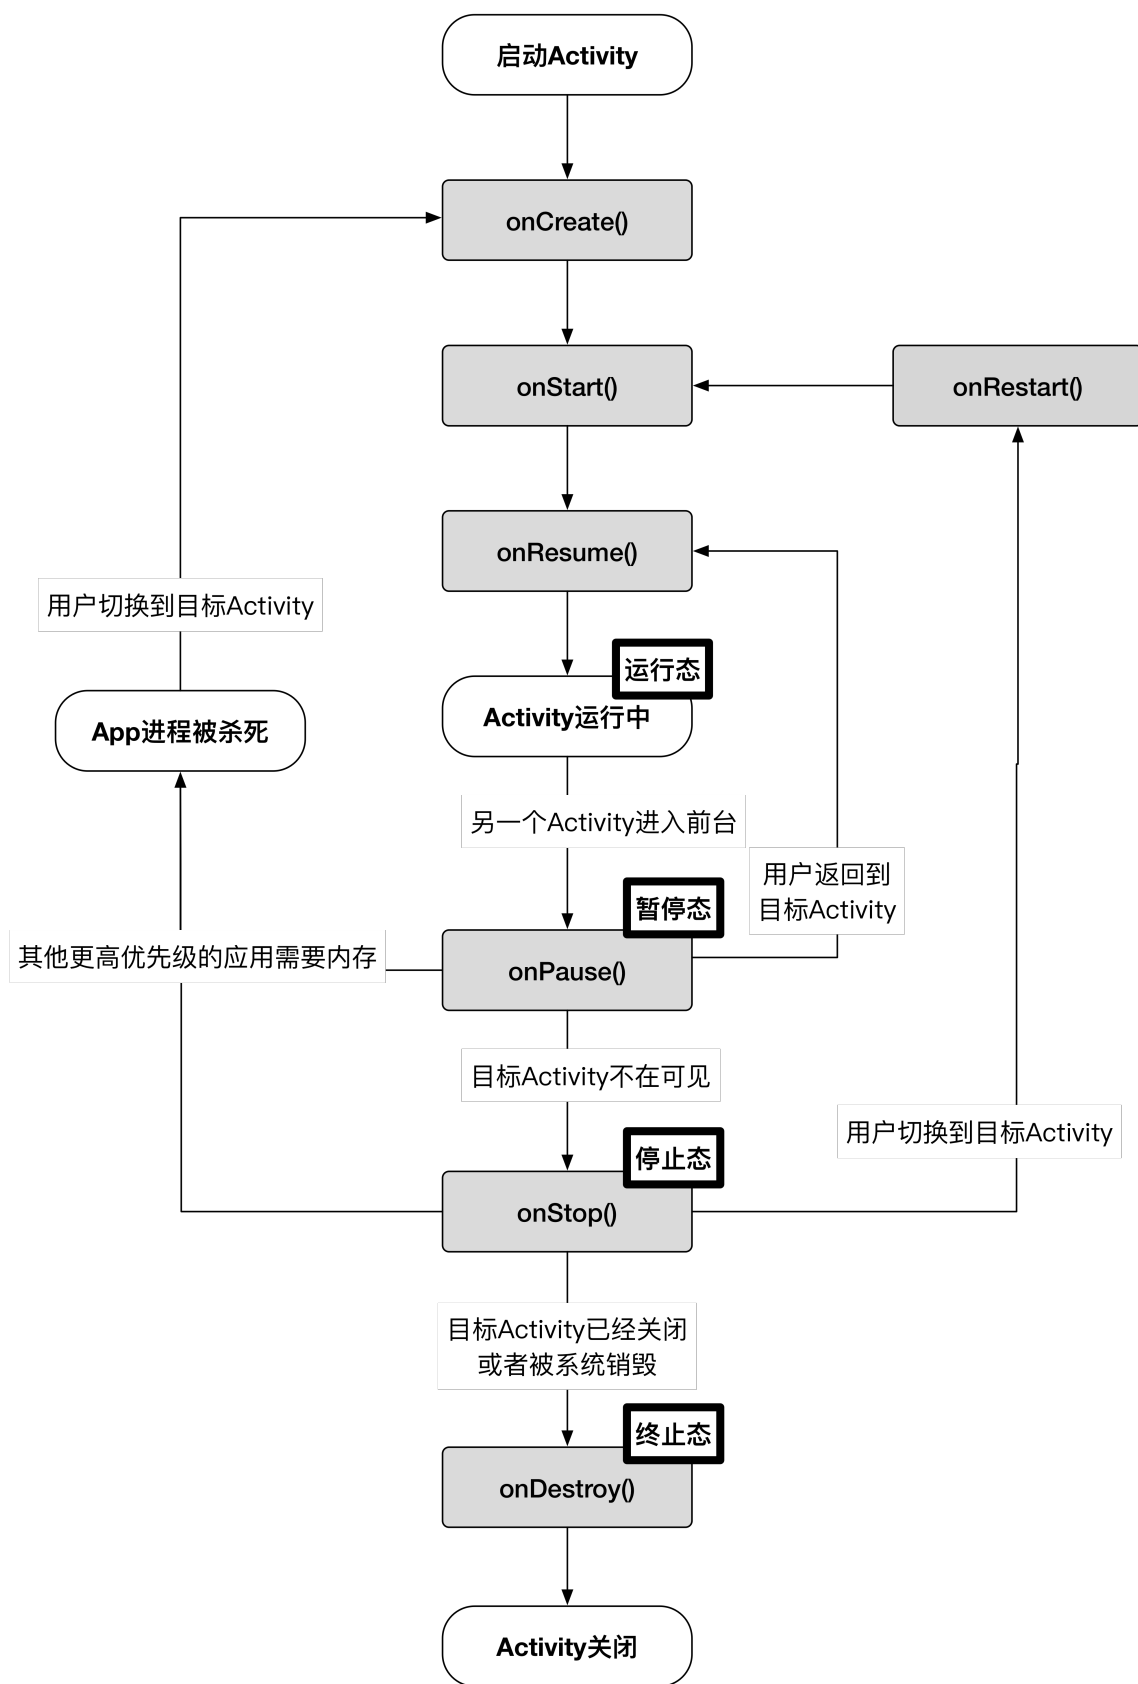 启动Activity
onCreate()
onStart()
onRestart()
onResume()
用户切换到目标Activity
运行态
Activity运行中
App进程被杀死
另一个Activity进入前台
用户返回到
目标Activity
暂停态
其他更高优先级的应用需要内存
onPause()
目标Activity不在可见
用户切换到目标Activity
停止态
onStop()
目标Activity已经关闭
或者被系统销毁
终止态
onDestroy()
Activity关闭